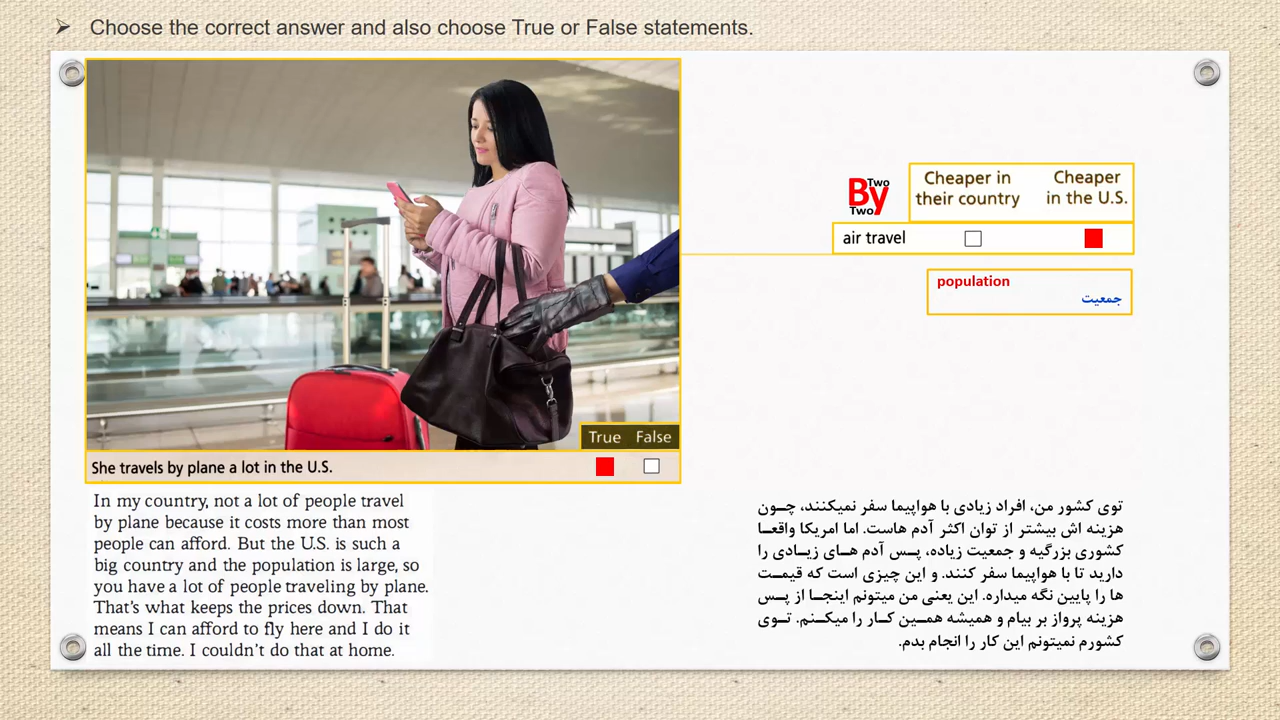 Choose the correct answer and also choose True or False statements.
Two
By
Two
Cheaper in
their country
Cheaper
in the U.S.
air travel
population
جمعیت
True False
She travels by plane a lot in the U.S.
In my country, not a lot of people travel
by plane because it costs more than most
people can afford. But the U.S. is such a
big country and the population is large, so
you have a lot of people traveling by plane.
That's what keeps the prices down. That
means I can afford to fly here and I do it
all the time. I couldn't do that at home.
توی کشور من، افراد زیادی با هواپیما سفر نمیکنند، چون
هزینه اش بیشتر از توان اکثر آدم هاست. اما امریکا واقعا
کشوری بزرگیه و جمعیت زیاده، پس آدم های زیادی را
دارید تا با هواپیما سفر کنند. و این چیزی است که قیمت
ها را پایین نگه میداره. این یعنی من میتونم اینجا از پس
هزینه پرواز بر بیام و همیشه همین کار را میکنم. توی
کشورم نمیتونم این کار را انجام بدم.